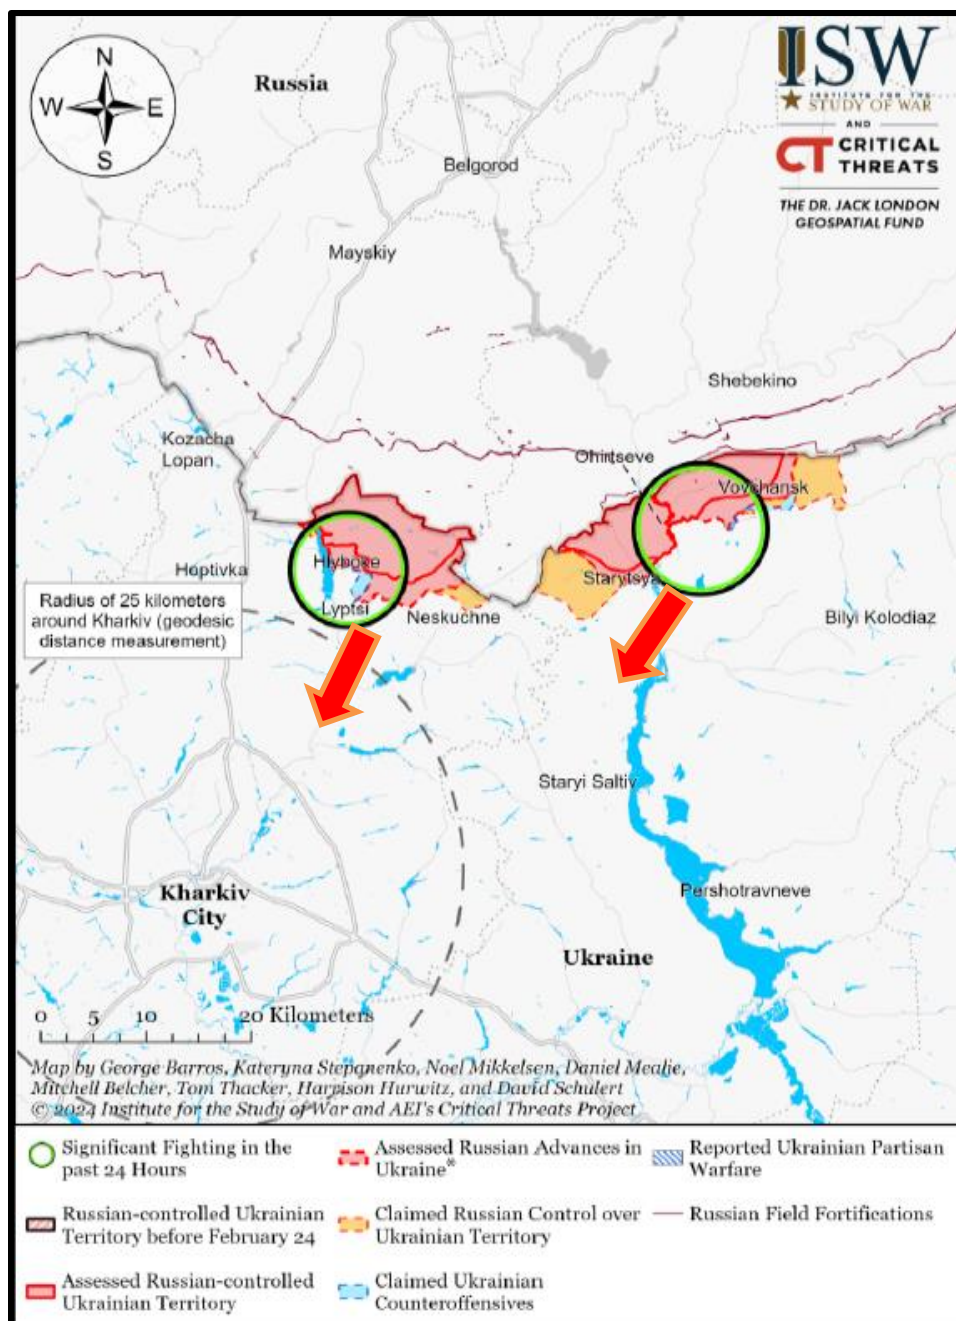 N
W E
S
Russia
ISW
INSTITUTE FOR THE
STUDY OF WAR
AND
CT CRITICAL
THREATS
THE DR. JACK LONDON
GEOSPATIAL FUND
Belgorod
Mayskiy
Shebekino
Kozacha
Lopan
Ohirtseve
Vovchansk
Hoptivka
Hlyboke
Starytsya
Radius of 25 kilometers
around Kharkiv (geodesic
distance measurement)
Lyptsi
Neskuchne
Bilyi Kolodiaz
Staryi Saltiv
Kharkiv
City
Pershotravneve
Ukraine
0 5 10 20 Kilometers
Map by George Barros, Kateryna Stepanenko, Noel Mikkelsen, Daniel Mealie,
Mitchell Belcher, Tom Thacker, Harrison Hurwitz, and David Schulert
© 2024 Institute for the Study of War and AEI's Critical Threats Project
Significant Fighting in the
past 24 Hours
Assessed Russian Advances in
Ukraine*
Reported Ukrainian Partisan
Warfare
Russian-controlled Ukrainian
Territory before February 24
Claimed Russian Control over
Ukrainian Territory
Russian Field Fortifications
Assessed Russian-controlled
Ukrainian Territory
Claimed Ukrainian
Counteroffensives